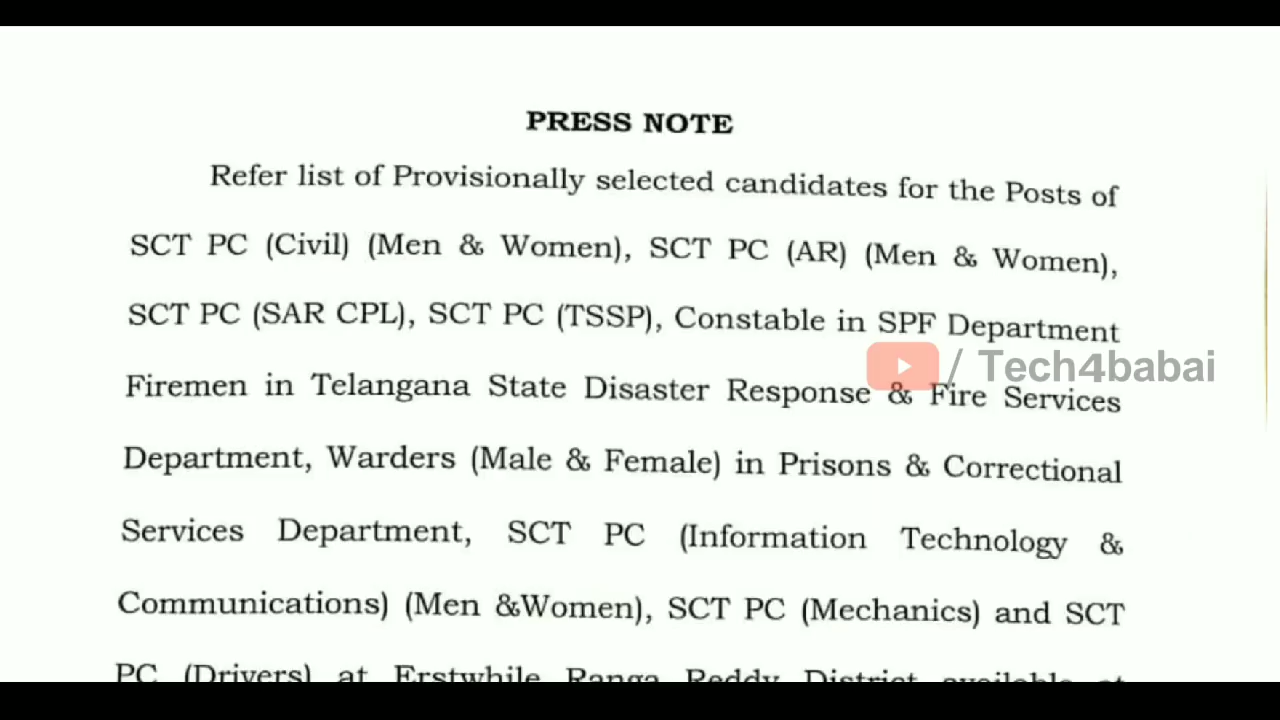 PRESS NOTE
Refer list of Provisionally selected candidates for the Posts of
SCT PC (Civil) (Men & Women), SCT PC (AR) (Men & Women),
SCT PC (SAR CPL), SCT PC (TSSP), Constable in SPF Department
/ Tech4babai
Firemen in Telangana State Disaster Response & Fire Services
Department, Warders (Male & Female) in Prisons & Correctional
Services Department, SCT PC (Information Technology &
Communications) (Men &Women), SCT PC (Mechanics) and SCT
PC (Drivers) at Erstwhile Ranga Reddy District available at